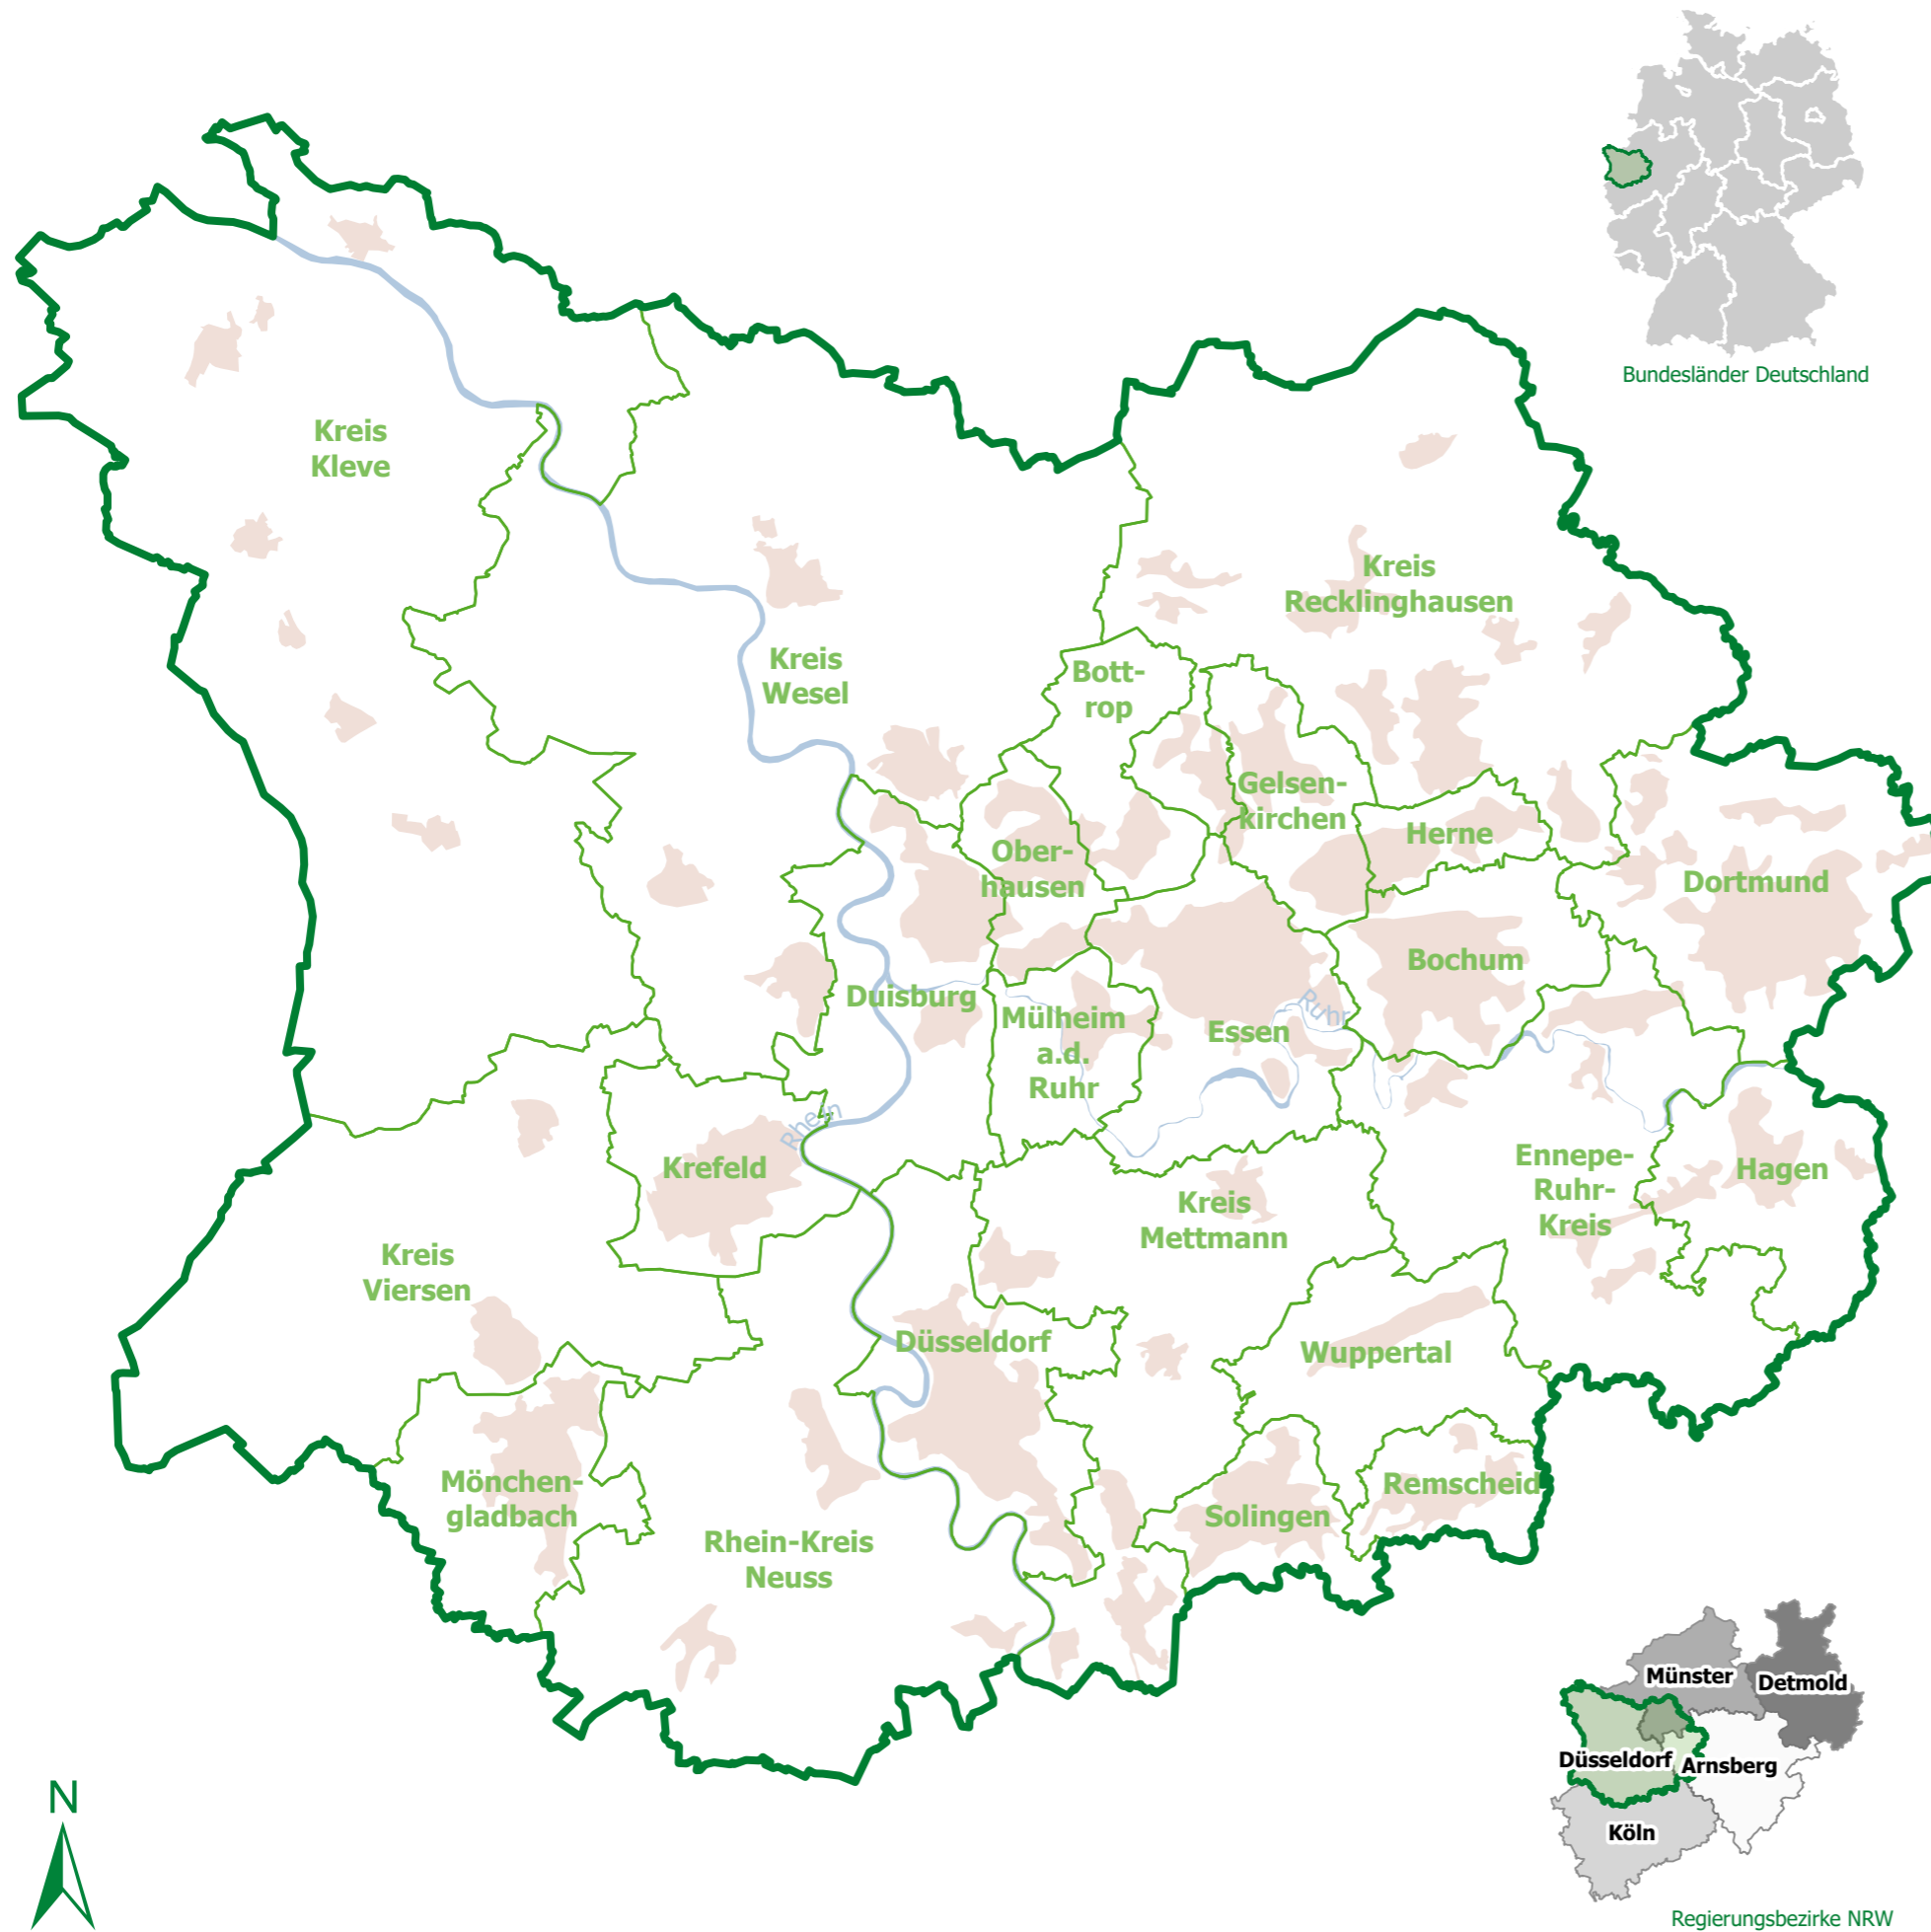 Bundesländer Deutschland
Kreis
Kleve
Kreis
Recklinghausen
Kreis
Wesel
Bott-
rop
Gelsen-
kirchen
Herne
Ober-
hausen
Dortmund
Bochum
Duisburg
Mülheim
a.d.
Ruhr
Essen
Ruhr
Rhein
Krefeld
Ennepe-
Ruhr-
Kreis
Hagen
Kreis
Mettmann
Kreis
Viersen
Düsseldorf
Wuppertal
Mönchen-
gladbach
Remscheid
Solingen
Rhein-Kreis
Neuss
Münster
Detmold
Düsseldorf
Arnsberg
Köln
N
Regierungsbezirke NRW